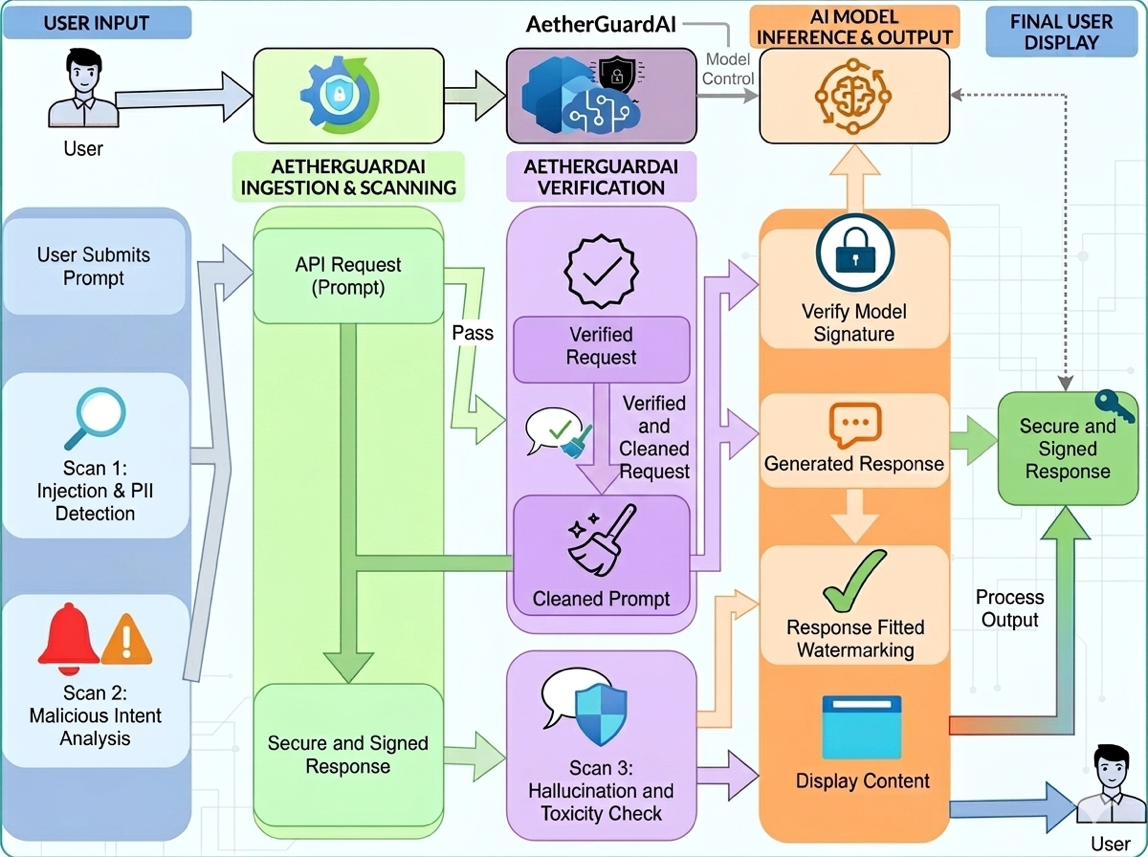 USER INPUT
AetherGuardAI
AI MODEL
INFERENCE & OUTPUT
FINAL USER
DISPLAY
Model
Control
User
AETHERGUARDAI
INGESTION & SCANNING
AETHERGUARDAI
VERIFICATION
User Submits
Prompt
Scan 1:
Injection & PII
Detection
Scan 2:
Malicious Intent
Analysis
API Request
(Prompt)
Pass
Secure and Signed
Response
Verified
Request
Verified
and
Cleaned
Request
Cleaned Prompt
Scan 3:
Hallucination and
Toxicity Check
Verify Model
Signature
Generated Response
Response Fitted
Watermarking
Display Content
Secure and
Signed
Response
Process
Output
User